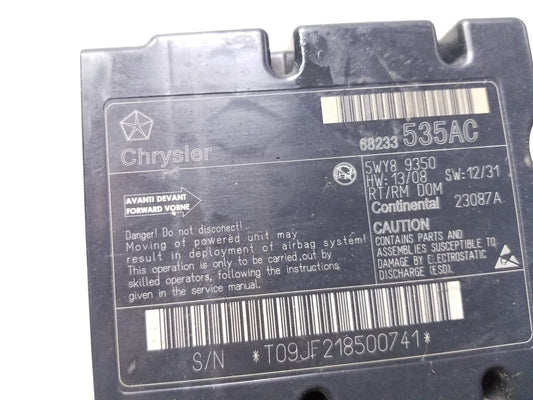 68233 535AC
Chrysler
5WY8 9350
HW: 13/08 SW: 12/31
RT/RM DOM
Continental 23087A
AVANTI DEVANT
FORWARD VORNE
Danger! Do not disconnect!
Moving of powered unit may
result in deployment of airbag system!
This operation is only to be carried out by
skilled operators, following the instructions
given in the service manual.
CAUTION
CONTAINS PARTS AND
ASSEMBLIES SUSCEPTIBLE TO
DAMAGE BY ELECTROSTATIC
DISCHARGE (ESD).
S/N *T09JF218500741*